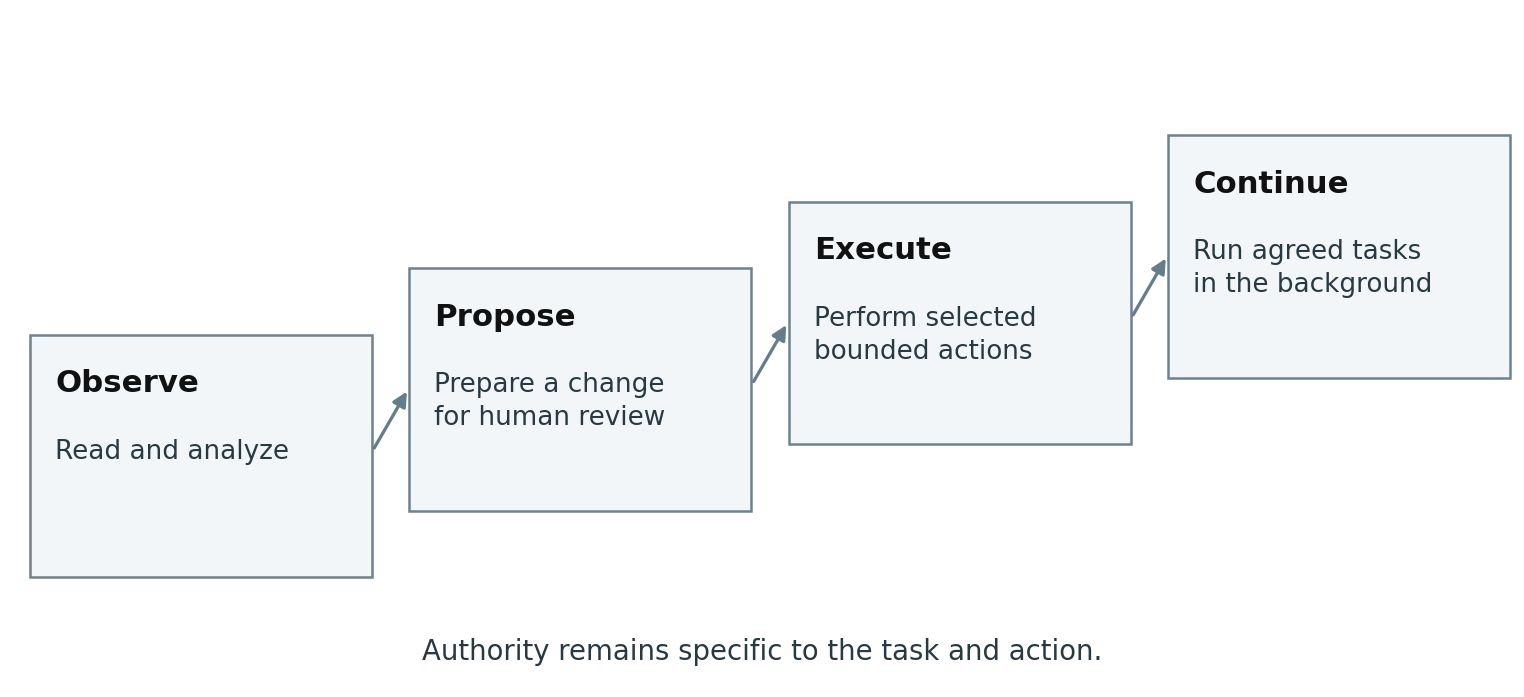 Observe
Read and analyze
Propose
Prepare a change
for human review
Execute
Perform selected
bounded actions
Continue
Run agreed tasks
in the background
Authority remains specific to the task and action.